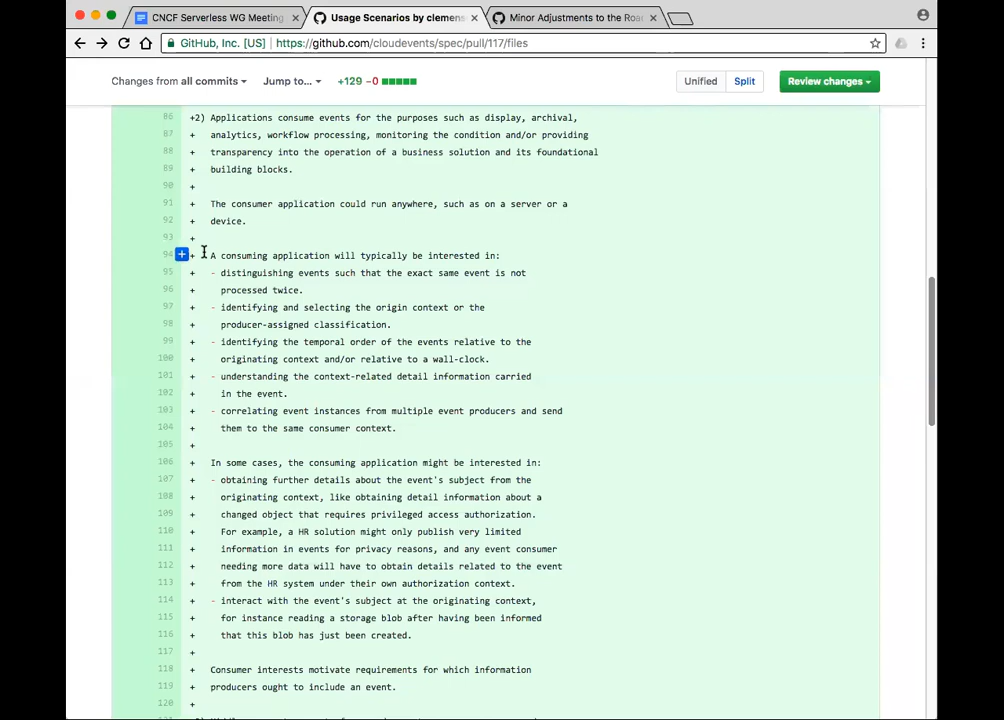 CNCF Serverless WG Meeting
Usage Scenarios by clemens
Minor Adjustments to the Roa
GitHub, Inc. [US]
https://github.com/cloudevents/spec/pull/117/files
Changes from all commits
Jump to...
+129 −0
Unified
Split
Review changes
86 +2) Applications consume events for the purposes such as display, archival,
87 + analytics, workflow processing, monitoring the condition and/or providing
88 + transparency into the operation of a business solution and its foundational
89 + building blocks.
90 +
91 + The consumer application could run anywhere, such as on a server or a
92 + device.
93 +
94 + A consuming application will typically be interested in:
95 + - distinguishing events such that the exact same event is not
96 + processed twice.
97 + - identifying and selecting the origin context or the
98 + producer-assigned classification.
99 + - identifying the temporal order of the events relative to the
100 + originating context and/or relative to a wall-clock.
101 + - understanding the context-related detail information carried
102 + in the event.
103 + - correlating event instances from multiple event producers and send
104 + them to the same consumer context.
105 +
106 + In some cases, the consuming application might be interested in:
107 + - obtaining further details about the event's subject from the
108 + originating context, like obtaining detail information about a
109 + changed object that requires privileged access authorization.
110 + For example, a HR solution might only publish very limited
111 + information in events for privacy reasons, and any event consumer
112 + needing more data will have to obtain details related to the event
113 + from the HR system under their own authorization context.
114 + - interact with the event's subject at the originating context,
115 + for instance reading a storage blob after having been informed
116 + that this blob has just been created.
117 +
118 + Consumer interests motivate requirements for which information
119 + producers ought to include an event.
120 +